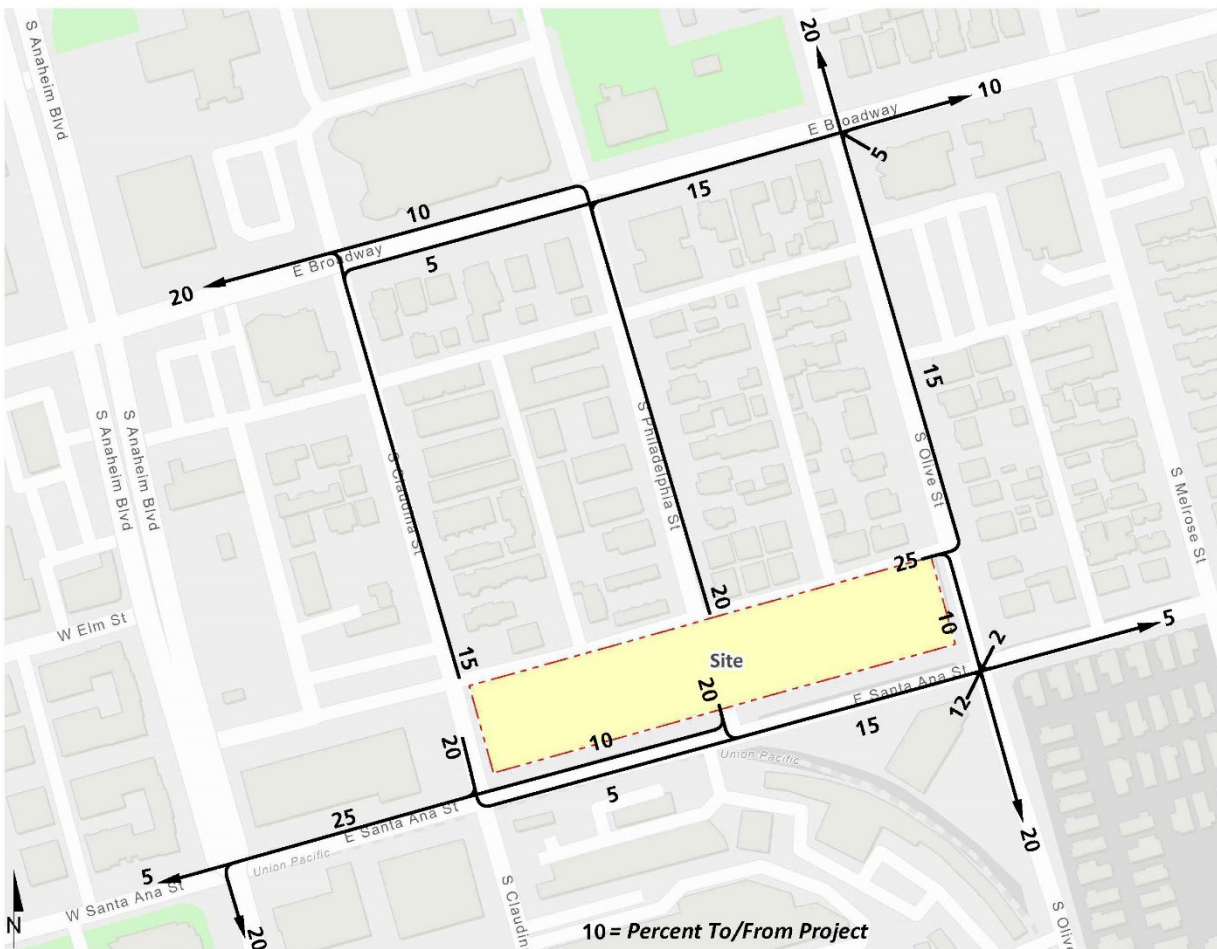 S Anaheim Blvd
20
10
E Broadway
5
15
10
E Broadway
5
20
15
S Anaheim Blvd
S Anaheim Blvd
S Claudina St
S Philadelphia St
S Olive St
S Melrose St
25
20
W Elm St
15
10
2
5
Site
20
E Santa Ana St
12
20
10
15
Union Pacific
5
25
E Santa Ana St
20
Union Pacific
5
W Santa Ana St
20
S Claudin
S Oliv
N
10 = Percent To/From Project